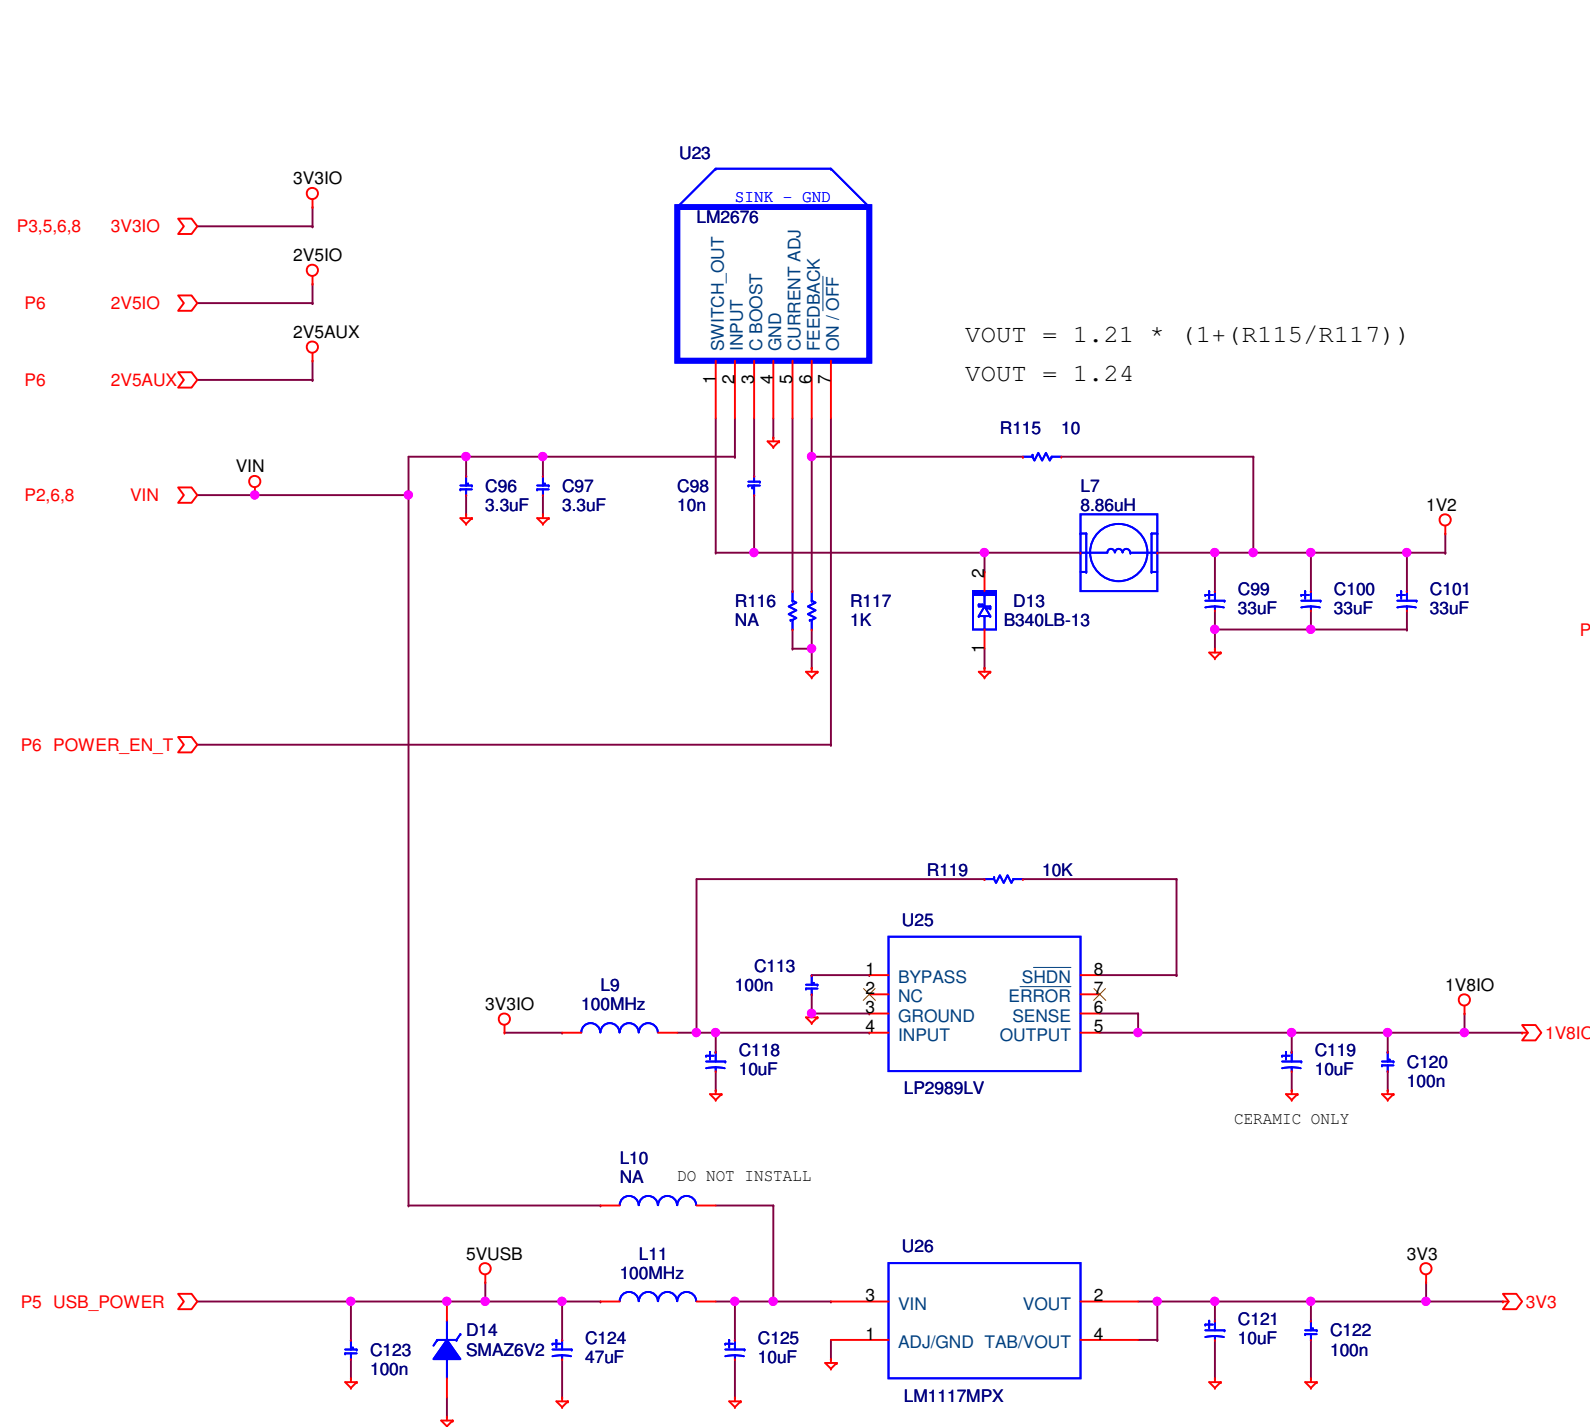 U23
SINK - GND
LM2676
SWITCH_OUT
INPUT
C BOOST
GND
CURRENT ADJ
FEEDBACK
ON / OFF
1
2
3
4
5
6
7
3V3IO
P3,5,6,8 3V3IO
2V5IO
P6 2V5IO
2V5AUX
P6 2V5AUX
VOUT = 1.21 * (1+(R115/R117))
VOUT = 1.24
R115 10
VIN
P2,6,8 VIN
C96
3.3uF
C97
3.3uF
C98
10n
L7
8.86uH
1V2
R116
NA
R117
1K
2
D13
B340LB-13
1
C99
33uF
C100
33uF
C101
33uF
P
P6 POWER_EN_T
R119 10K
U25
C113
100n
1 BYPASS
2 NC
3 GROUND
4 INPUT
SHDN 8
ERROR 7
SENSE 6
OUTPUT 5
LP2989LV
3V3IO
L9
100MHz
C118
10uF
1V8IO
1V8IO
C119
10uF
C120
100n
CERAMIC ONLY
L10
NA
DO NOT INSTALL
5VUSB
L11
100MHz
P5 USB_POWER
C123
100n
D14
SMAZ6V2
C124
47uF
C125
10uF
U26
3 VIN
1 ADJ/GND
VOUT 2
TAB/VOUT 4
LM1117MPX
3V3
3V3
C121
10uF
C122
100n